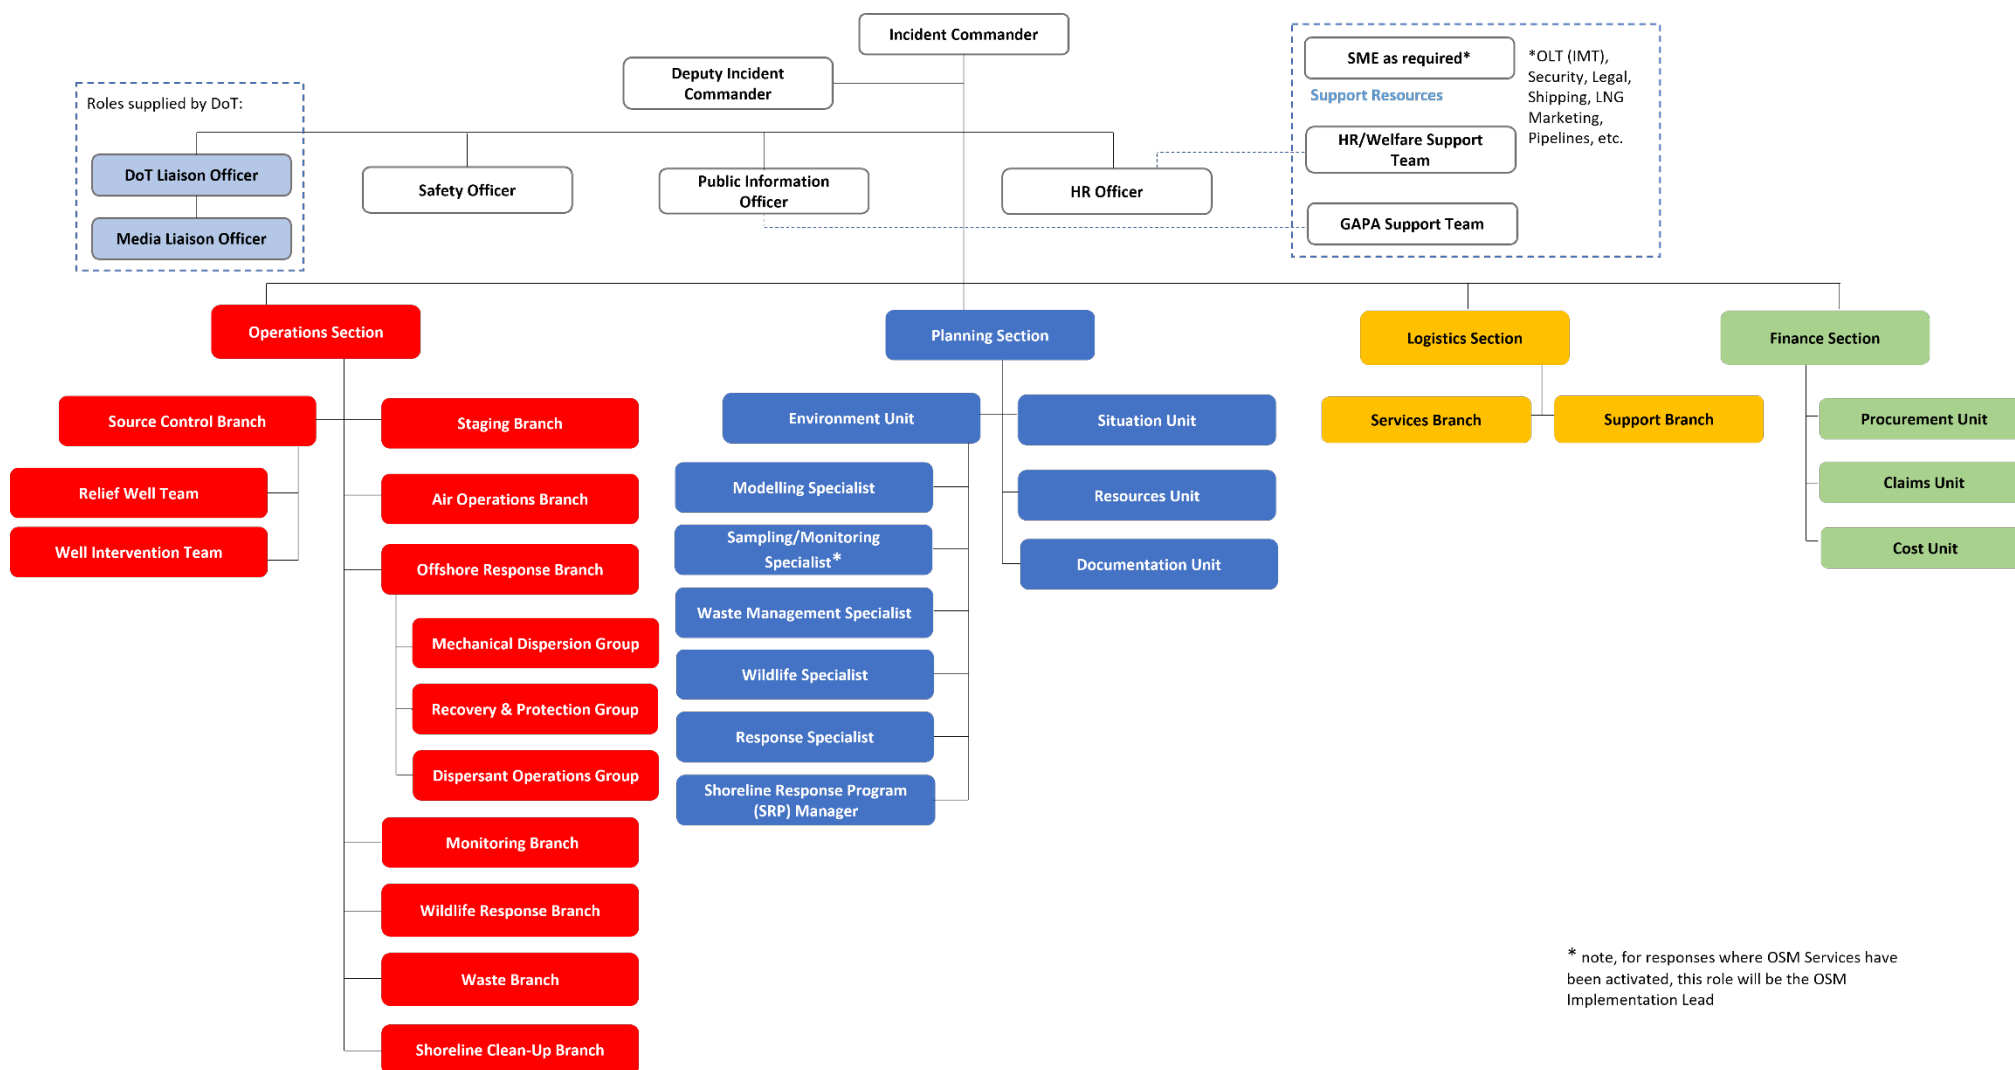 Incident Commander
Deputy Incident
Commander
Roles supplied by DoT:
DoT Liaison Officer
Media Liaison Officer
Safety Officer
Public Information
Officer
HR Officer
SME as required*
Support Resources
HR/Welfare Support
Team
GAPA Support Team
*OLT (IMT),
Security, Legal,
Shipping, LNG
Marketing,
Pipelines, etc.
Operations Section
Planning Section
Logistics Section
Finance Section
Source Control Branch
Relief Well Team
Well Intervention Team
Staging Branch
Air Operations Branch
Offshore Response Branch
Mechanical Dispersion Group
Recovery & Protection Group
Dispersant Operations Group
Monitoring Branch
Wildlife Response Branch
Waste Branch
Shoreline Clean-Up Branch
Environment Unit
Modelling Specialist
Sampling/Monitoring
Specialist*
Waste Management Specialist
Wildlife Specialist
Response Specialist
Shoreline Response Program
(SRP) Manager
Situation Unit
Resources Unit
Documentation Unit
Services Branch
Support Branch
Procurement Unit
Claims Unit
Cost Unit
* note, for responses where OSM Services have
been activated, this role will be the OSM
Implementation Lead